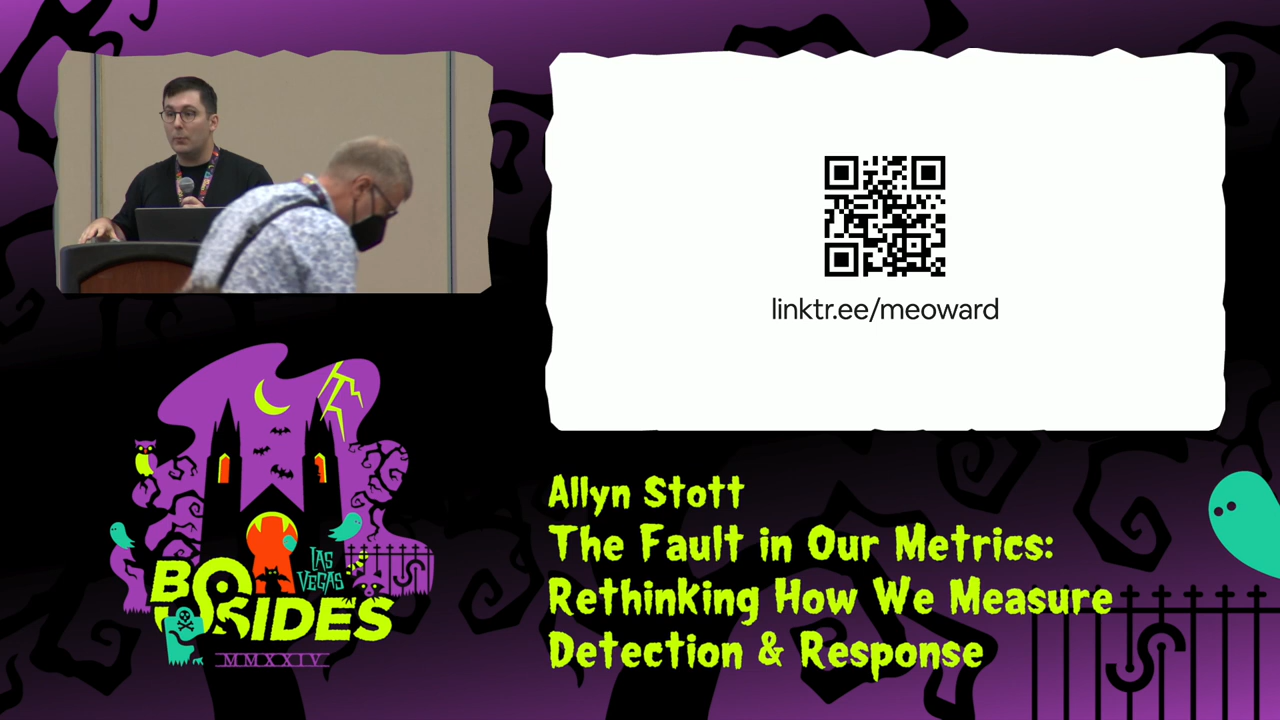 linktr.ee/meoward
Allyn Stott
The Fault in Our Metrics:
Rethinking How We Measure
Detection & Response
LAS
VEGAS
BSIDES
MMXXIV